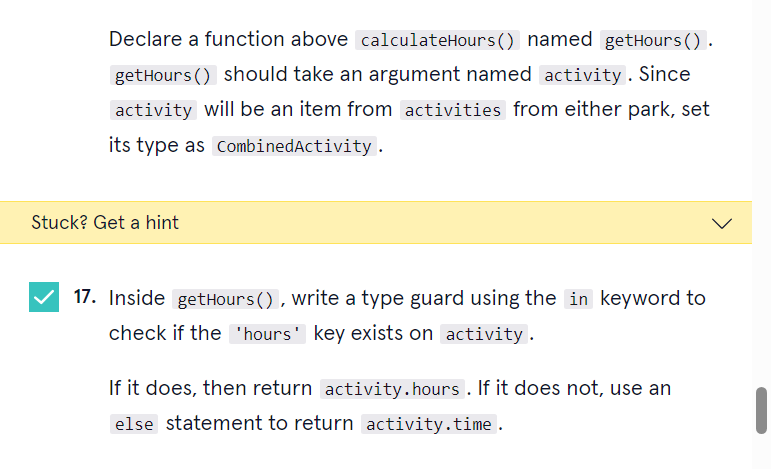 Declare a function above calculateHours() named getHours().
getHours() should take an argument named activity. Since
activity will be an item from activities from either park, set
its type as CombinedActivity.
Stuck? Get a hint
17. Inside getHours(), write a type guard using the in keyword to
check if the 'hours' key exists on activity.
If it does, then return activity.hours. If it does not, use an
else statement to return activity.time.